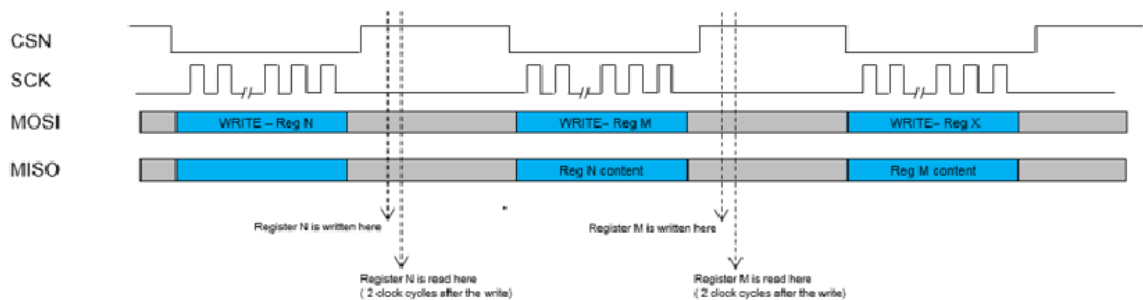 CSN
SCK
//
//
//
MOSI
WRITE – Reg N
WRITE– Reg M
WRITE– Reg X
MISO
Reg N content
Reg M content
Register N is written here
Register M is written here
Register N is read here
( 2 clock cycles after the write)
Register M is read here
( 2 clock cycles after the write)